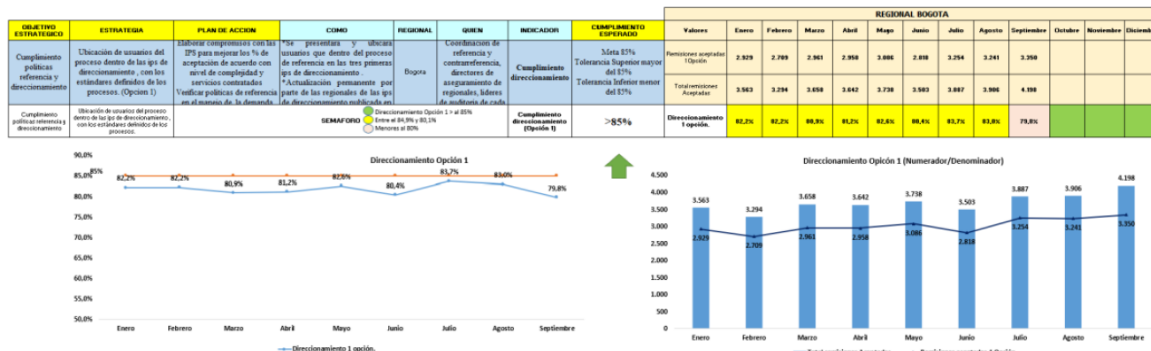 REGIONAL BOGOTA
OBJETIVO ESTRATEGICO
ESTRATEGIA
PLAN DE ACCION
COMO
REGIONAL
QUIEN
INDICADOR
CUMPLIMIENTO ESPERADO
Valores
Enero
Febrero
Marzo
Abril
Mayo
Junio
Julio
Agosto
Septiembre
Octubre
Noviembre
Cumplimiento
políticas
referencia y
direccionamiento
Ubicación de usuarios del
proceso dentro de las ips de
direccionamiento , con los
estándares definidos de los
procesos. (Opcion 1)
Elaborar compromisos con las
IPS para mejorar los % de
aceptación de acuerdo con
nivel de complejidad y
servicios contratados
Verificar políticas de referencia
en el manejo de la demanda
*Se presentara y ubicara
usuarios que dentro del proceso
de referencia en las tres primeras
ips de direccionamiento .
*Actualización permanente por
parte de las regionales de las ips
de direccionamiento publicada en
Bogota
Coordinación de
referencia y
contrarreferencia,
directores de
aseguramiento de
regionales, lideres
de auditoria de cada
Cumplimiento
direccionamiento
Meta 85%
Tolerancia Superior mayor
del 85%
Tolerancia Inferior menor
del 85%
Remisiones aceptadas
1 Opción
2.929
2.709
2.961
2.958
3.086
2.818
3.254
3.241
3.350
Total remisiones
Aceptadas
3.563
3.294
3.658
3.642
3.738
3.503
3.887
3.906
4.198
Cumplimiento
políticas referencia y
direccionamiento
Ubicación de usuarios del proceso
dentro de las ips de direccionamiento ,
con los estándares definidos de los
procesos.
SEMAFORO
Direccionamiento Opción 1 > al 85%
Entre el 84,9% y 80,1%
Menores al 80%
Cumplimiento
direccionamiento
(Opción 1)
>85%
Direccionamiento
1 opción.
82,2%
82,2%
80,9%
81,2%
82,6%
80,4%
83,7%
83,0%
79,8%
Direccionamiento Opción 1
90,0%
85,0%
80,0%
75,0%
70,0%
65,0%
60,0%
55,0%
50,0%
85%
82,2%
82,2%
80,9%
81,2%
82,6%
80,4%
83,7%
83,0%
79,8%
Enero
Febrero
Marzo
Abril
Mayo
Junio
Julio
Agosto
Septiembre
Direccionamiento 1 opción.
Direccionamiento Opicón 1 (Numerador/Denominador)
4.500
4.000
3.500
3.000
2.500
2.000
1.500
1.000
500
0
3.563
3.294
3.658
3.642
3.738
3.503
3.887
3.906
4.198
2.929
2.709
2.961
2.958
3.086
2.818
3.254
3.241
3.350
Enero
Febrero
Marzo
Abril
Mayo
Junio
Julio
Agosto
Septiembre